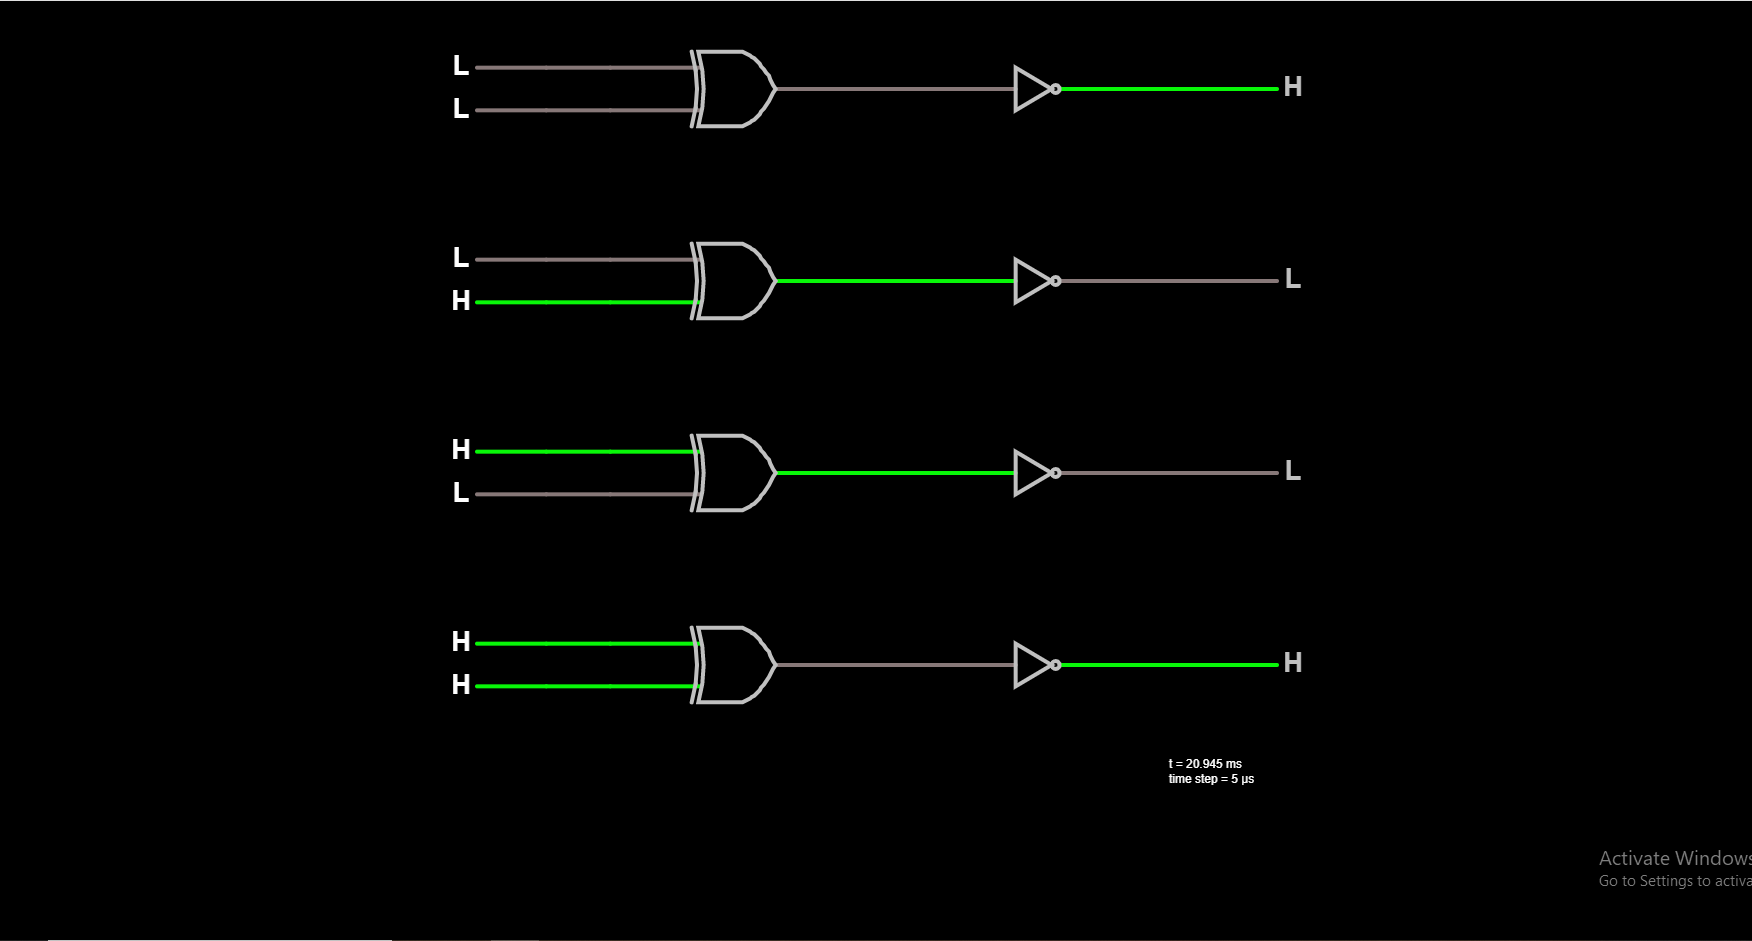 L
L
H
L
H
L
H
L
L
H
H
H
t = 20.945 ms
time step = 5 µs
Activate Windows
Go to Settings to activa